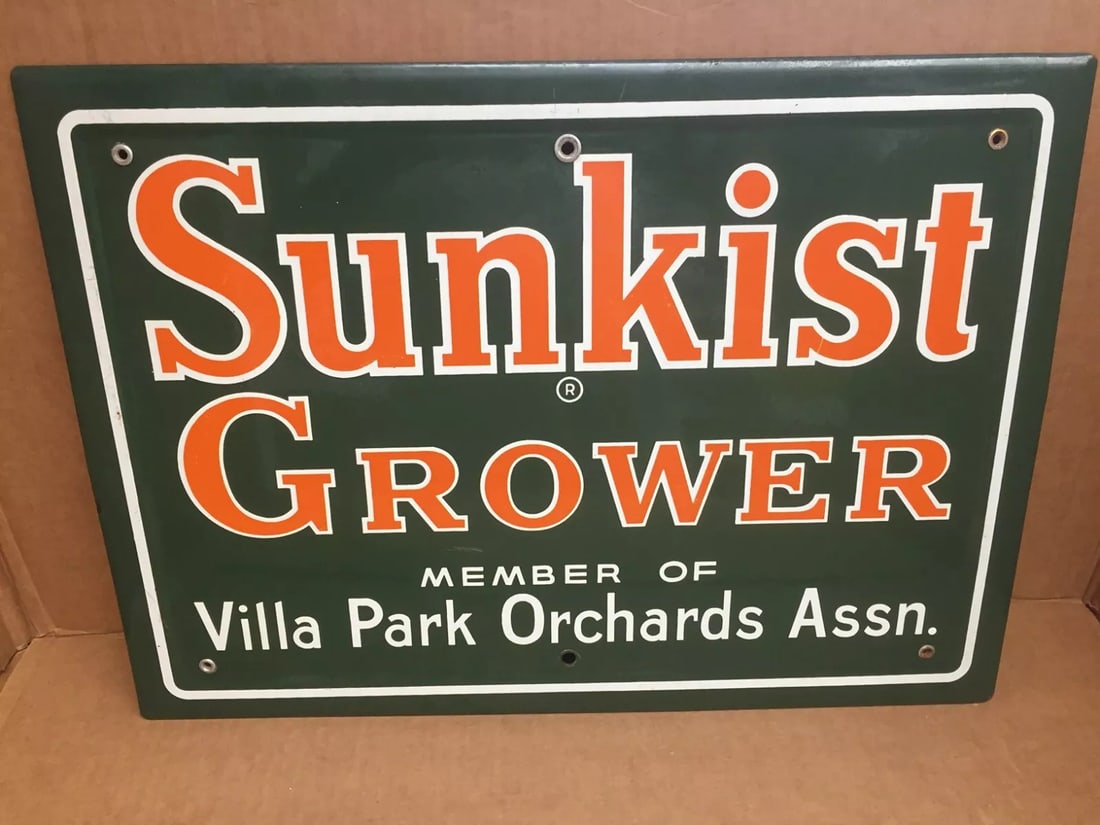 Sunkist
®
GROWER
MEMBER OF
Villa Park Orchards Assn.